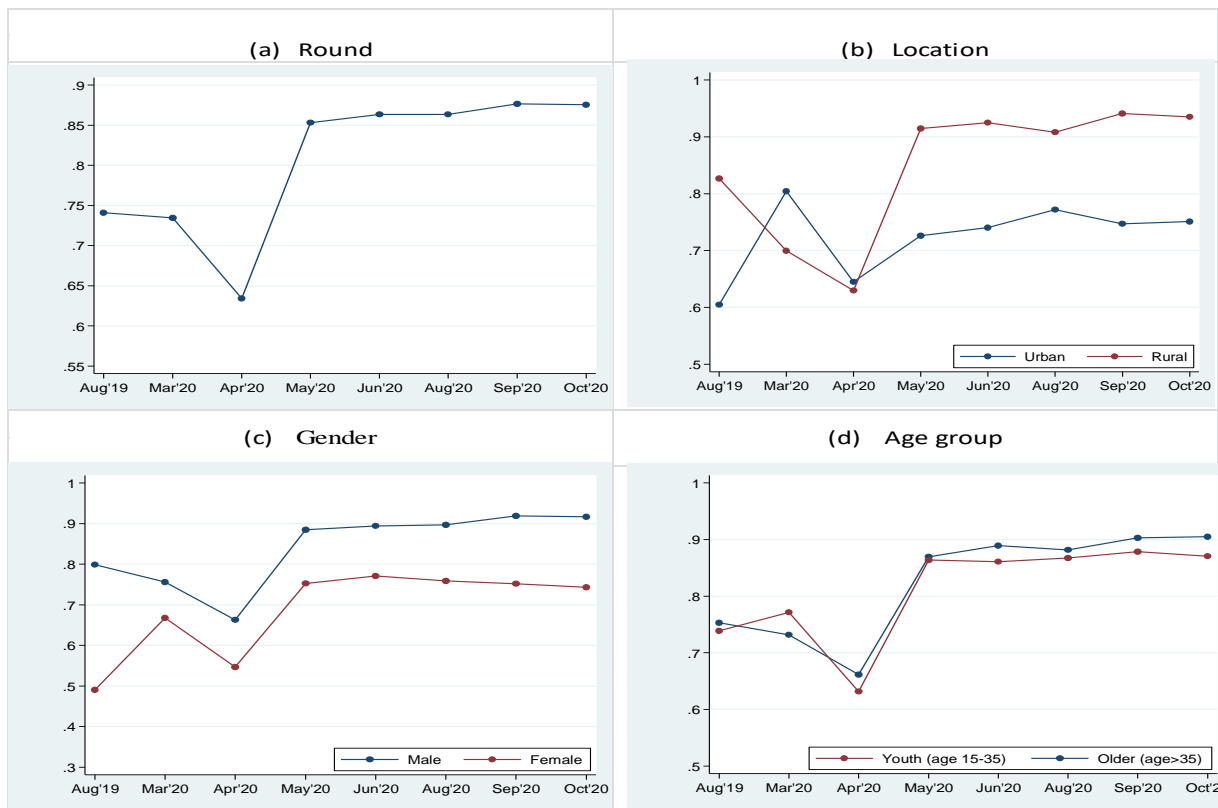 (a) Round
.9
.85
.8
.75
.7
.65
.6
.55
Aug'19 Mar'20 Apr'20 May'20 Jun'20 Aug'20 Sep'20 Oct'20
(b) Location
1
.9
.8
.7
.6
.5
Urban Rural
Aug'19 Mar'20 Apr'20 May'20 Jun'20 Aug'20 Sep'20 Oct'20
(c) Gender
1
.9
.8
.7
.6
.5
.4
.3
Male Female
Aug'19 Mar'20 Apr'20 May'20 Jun'20 Aug'20 Sep'20 Oct'20
(d) Age group
1
.9
.8
.7
.6
.5
Youth (age 15-35) Older (age>35)
Aug'19 Mar'20 Apr'20 May'20 Jun'20 Aug'20 Sep'20 Oct'2